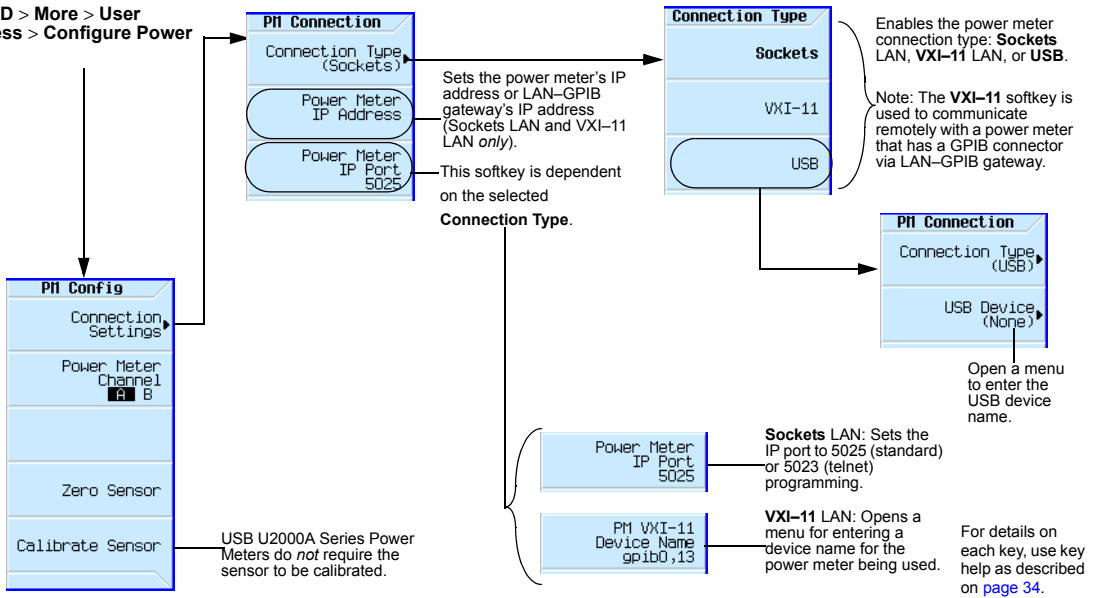 D > More > User
ess > Configure Power
PM Connection
Connection Type
(Sockets)
Power Meter
IP Address
Power Meter
IP Port
5025
Sets the power meter's IP
address or LAN–GPIB
gateway's IP address
(Sockets LAN and VXI–11
LAN only).
This softkey is dependent
on the selected
Connection Type.
Connection Type
Sockets
VXI-11
USB
Enables the power meter
connection type: Sockets
LAN, VXI–11 LAN, or USB.
Note: The VXI–11 softkey is
used to communicate
remotely with a power meter
that has a GPIB connector
via LAN–GPIB gateway.
PM Connection
Connection Type
(USB)
USB Device
(None)
Open a menu
to enter the
USB device
name.
PM Config
Connection
Settings
Power Meter
Channel
A B
Zero Sensor
Calibrate Sensor
USB U2000A Series Power
Meters do not require the
sensor to be calibrated.
Power Meter
IP Port
5025
Sockets LAN: Sets the
IP port to 5025 (standard)
or 5023 (telnet)
programming.
PM VXI-11
Device Name
gpib0,13
VXI–11 LAN: Opens a
menu for entering a
device name for the
power meter being used.
For details on
each key, use key
help as described
on page 34.